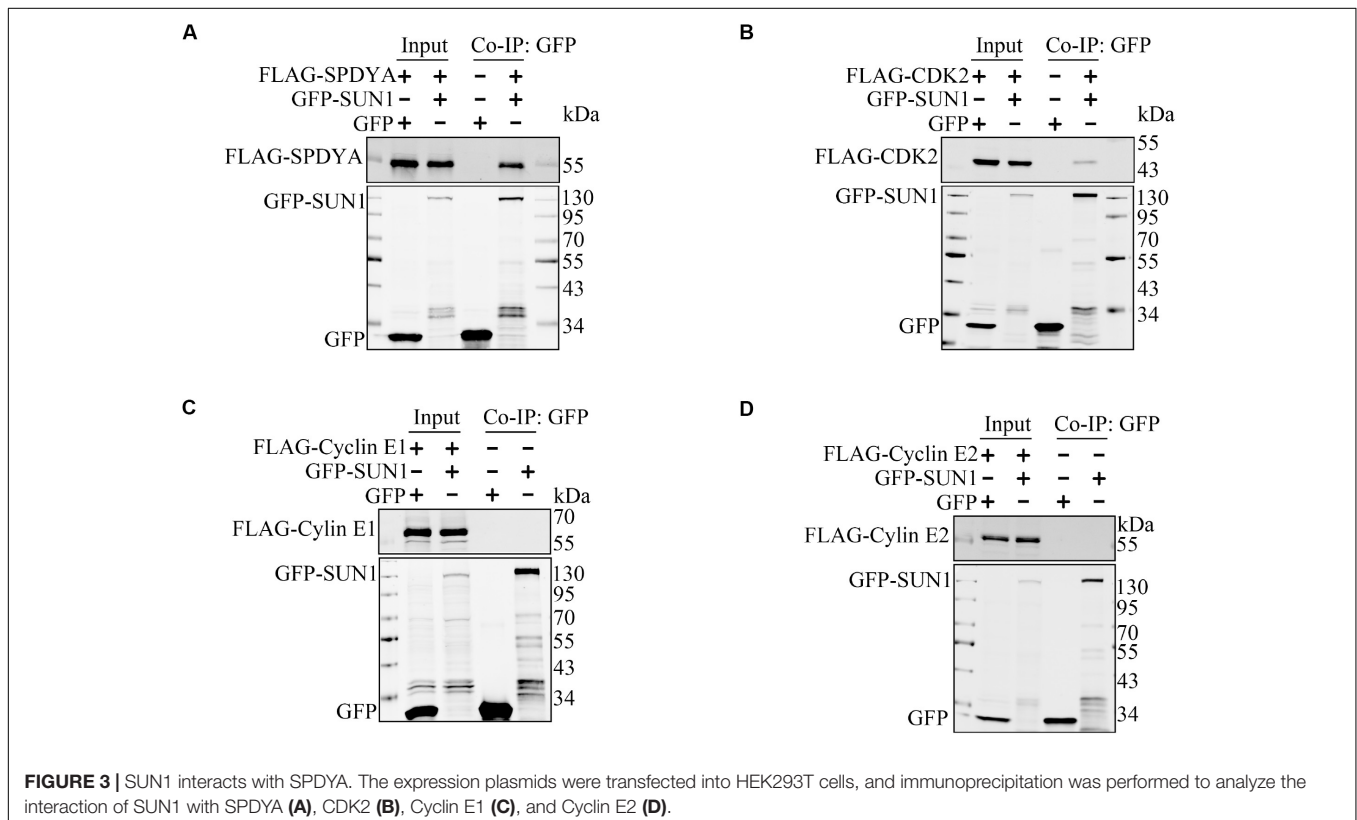 A
Input Co-IP: GFP
FLAG-SPDYA + + - +
GFP-SUN1 - + - +
GFP + - + -
kDa
FLAG-SPDYA
55
GFP-SUN1
130
95
70
55
43
34
GFP
B
Input Co-IP: GFP
FLAG-CDK2 + + - +
GFP-SUN1 - + - +
GFP + - + -
kDa
FLAG-CDK2
55
43
GFP-SUN1
130
95
70
55
43
34
GFP
C
Input Co-IP: GFP
FLAG-Cyclin E1 + + - -
GFP-SUN1 - + - +
GFP + - + -
kDa
FLAG-Cylin E1
70
55
GFP-SUN1
130
95
70
55
43
34
GFP
D
Input Co-IP: GFP
FLAG-Cyclin E2 + + - -
GFP-SUN1 - + - +
GFP + - + -
kDa
FLAG-Cylin E2
55
GFP-SUN1
130
95
70
55
43
34
GFP
FIGURE 3 | SUN1 interacts with SPDYA. The expression plasmids were transfected into HEK293T cells, and immunoprecipitation was performed to analyze the
interaction of SUN1 with SPDYA (A), CDK2 (B), Cyclin E1 (C), and Cyclin E2 (D).